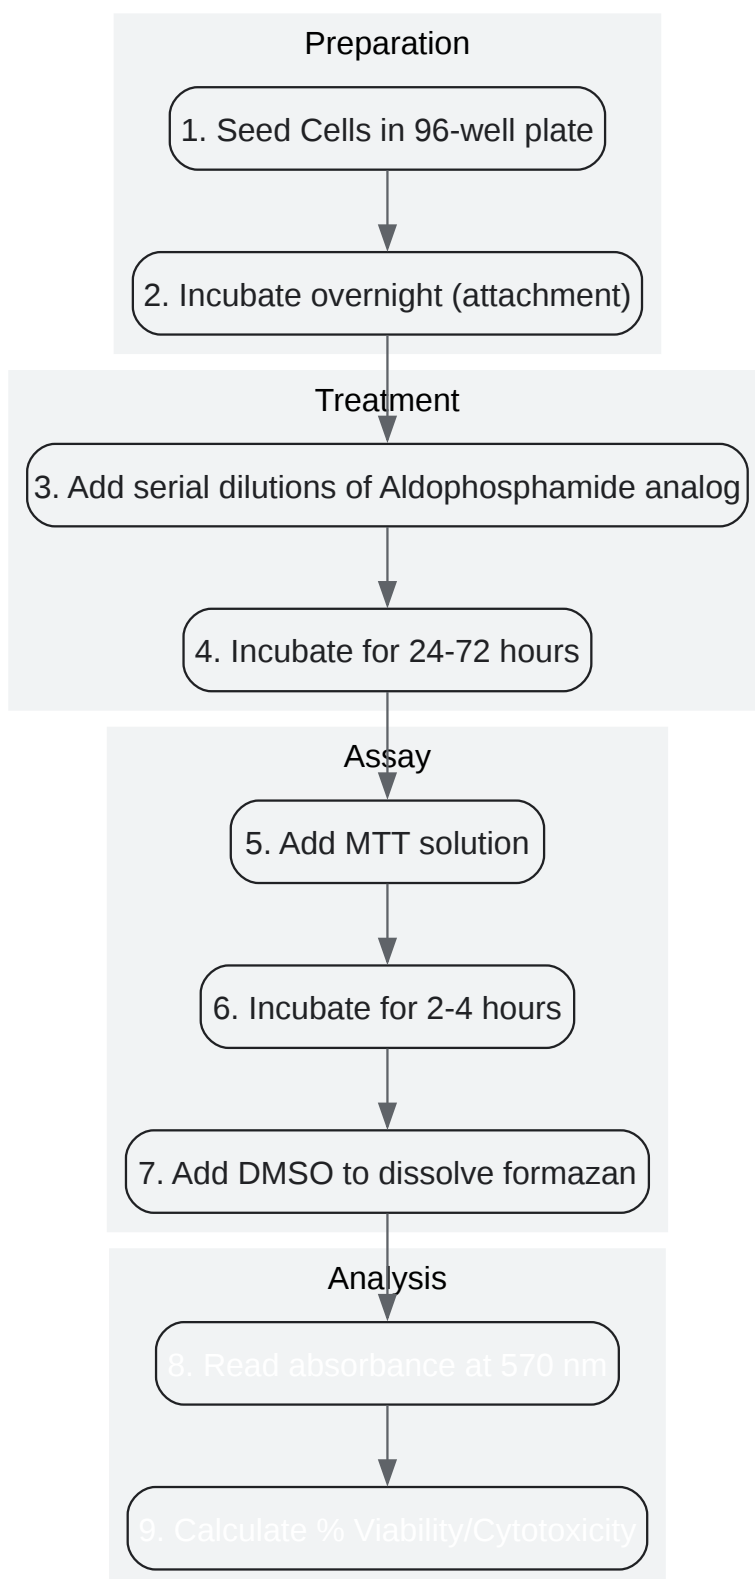 Preparation
1. Seed Cells in 96-well plate
2. Incubate overnight (attachment)
Treatment
3. Add serial dilutions of Aldophosphamide analog
4. Incubate for 24-72 hours
Assay
5. Add MTT solution
6. Incubate for 2-4 hours
7. Add DMSO to dissolve formazan
Analysis
8. Read absorbance at 570 nm
9. Calculate % Viability/Cytotoxicity